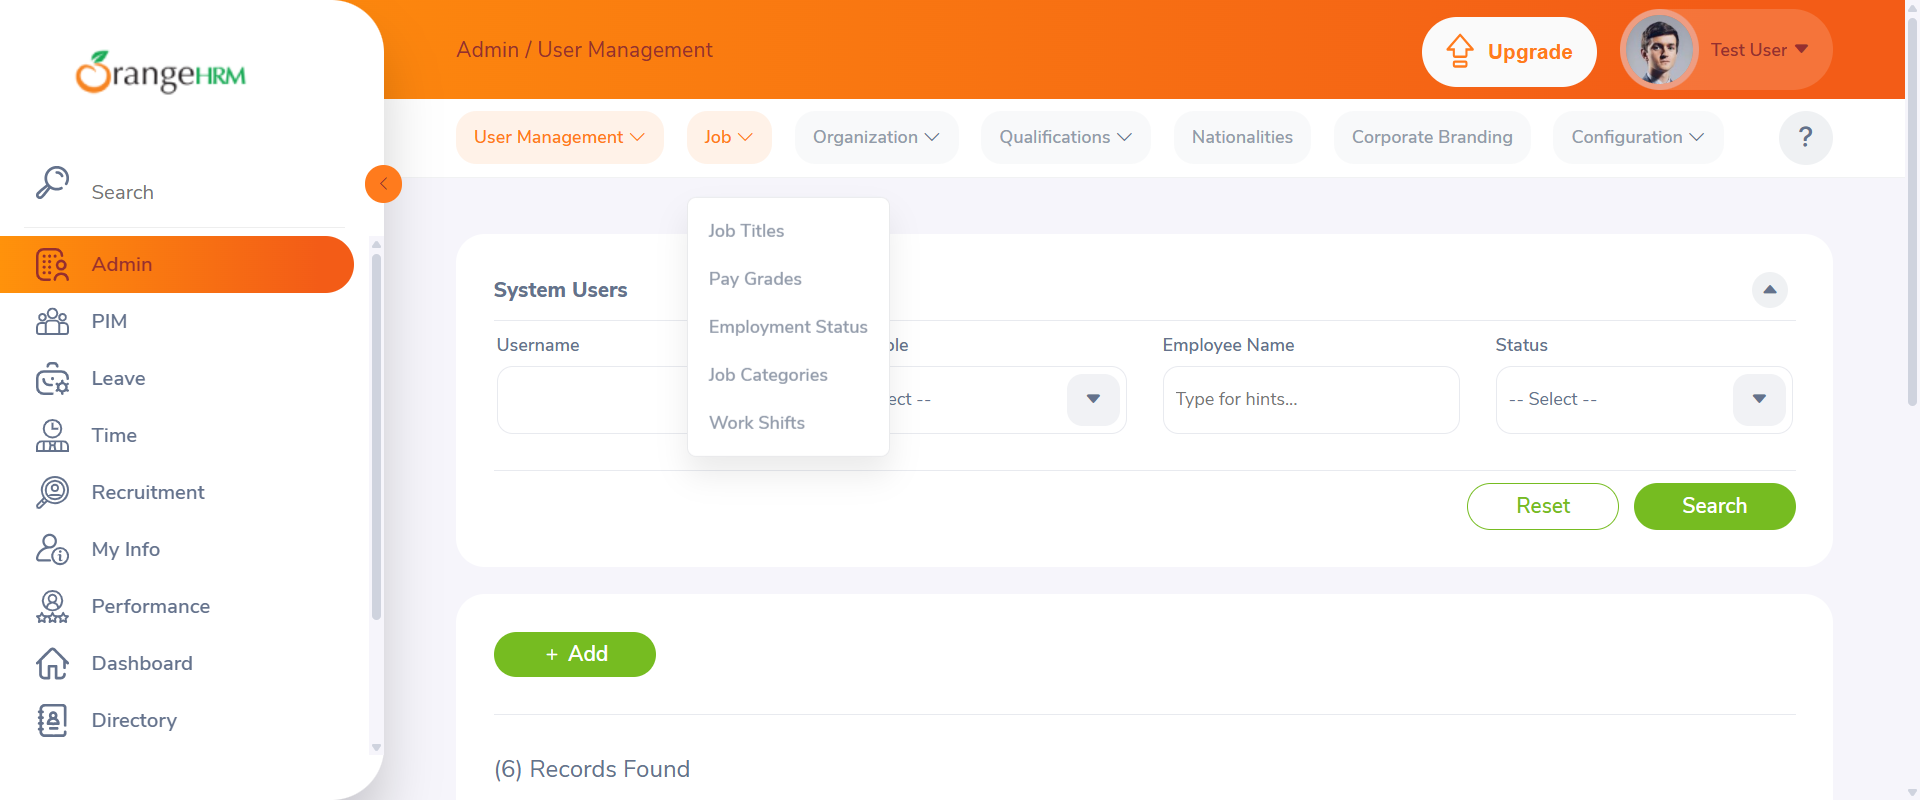 OrangeHRM
Admin / User Management
Upgrade
Test User
User Management
Job
Organization
Qualifications
Nationalities
Corporate Branding
Configuration
?
Search
Admin
PIM
Leave
Time
Recruitment
My Info
Performance
Dashboard
Directory
Job Titles
Pay Grades
Employment Status
Job Categories
Work Shifts
System Users
Username
Employee Name
Status
Type for hints...
-- Select --
Reset
Search
+ Add
(6) Records Found